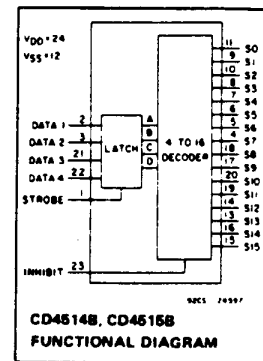 VDD = 24
VSS = 12
11 S0
9 S1
10 S2
8 S3
7 S4
6 S5
5 S6
4 S7
18 S8
17 S9
20 S10
19 S11
14 S12
13 S13
16 S14
15 S15
DATA 1 2
DATA 2 3
DATA 3 21
DATA 4 22
STROBE 1
LATCH
A
B
C
D
4 TO 16
DECODER
INHIBIT 23
CD4514B, CD4515B
FUNCTIONAL DIAGRAM